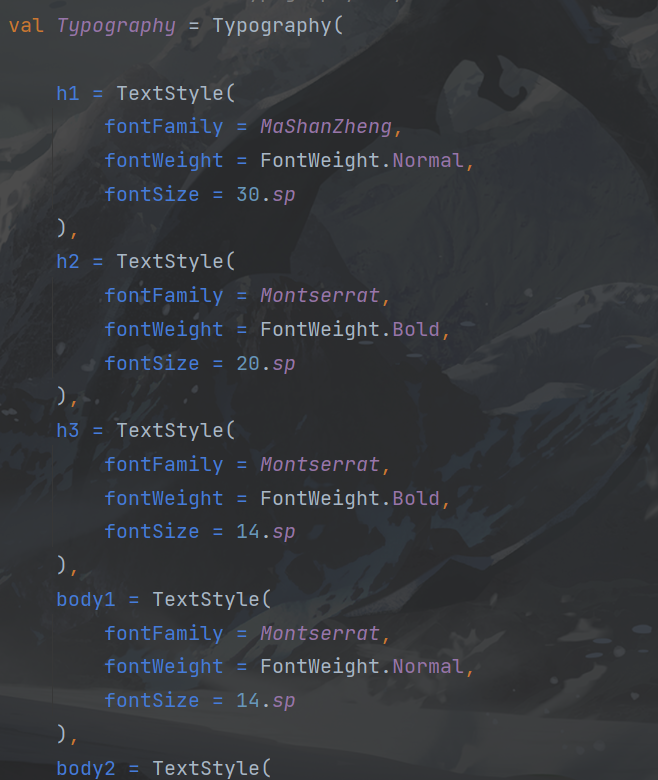 val Typography = Typography(
h1 = TextStyle(
fontFamily = MaShanZheng,
fontWeight = FontWeight.Normal,
fontSize = 30.sp
),
h2 = TextStyle(
fontFamily = Montserrat,
fontWeight = FontWeight.Bold,
fontSize = 20.sp
),
h3 = TextStyle(
fontFamily = Montserrat,
fontWeight = FontWeight.Bold,
fontSize = 14.sp
),
body1 = TextStyle(
fontFamily = Montserrat,
fontWeight = FontWeight.Normal,
fontSize = 14.sp
),
body2 = TextStyle(